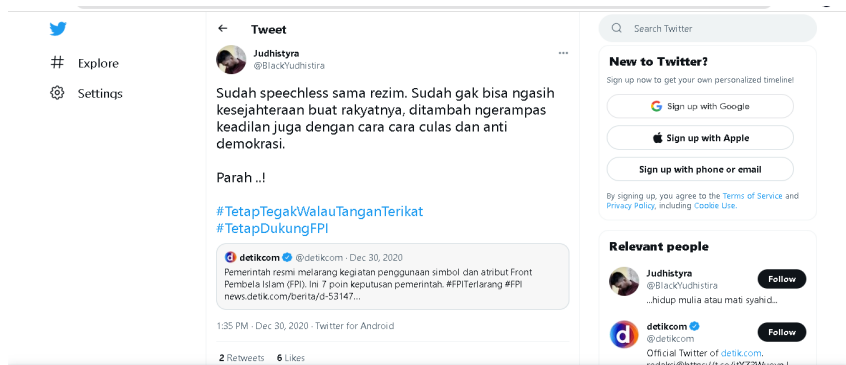 Explore
Settings
Tweet
Judhistyra
@BlackYudhistira
Sudah speechless sama rezim. Sudah gak bisa ngasih
kesejahteraan buat rakyatnya, ditambah ngerampas
keadilan juga dengan cara cara culas dan anti
demokrasi.
Parah ..!
#TetapTegakWalauTanganTerikat
#TetapDukungFPI
detikcom @detikcom · Dec 30, 2020
Pemerintah resmi melarang kegiatan penggunaan simbol dan atribut Front
Pembela Islam (FPI). Ini 7 poin keputusan pemerintah. #FPITerlarang #FPI
news.detik.com/berita/d-53147...
1:35 PM · Dec 30, 2020 · Twitter for Android
2 Retweets 6 Likes
Search Twitter
New to Twitter?
Sign up now to get your own personalized timeline!
Sign up with Google
Sign up with Apple
Sign up with phone or email
By signing up, you agree to the Terms of Service and
Privacy Policy, including Cookie Use.
Relevant people
Judhistyra
@BlackYudhistira
Follow
...hidup mulia atau mati syahid...
detikcom
@detikcom
Follow
Official Twitter of detik.com.